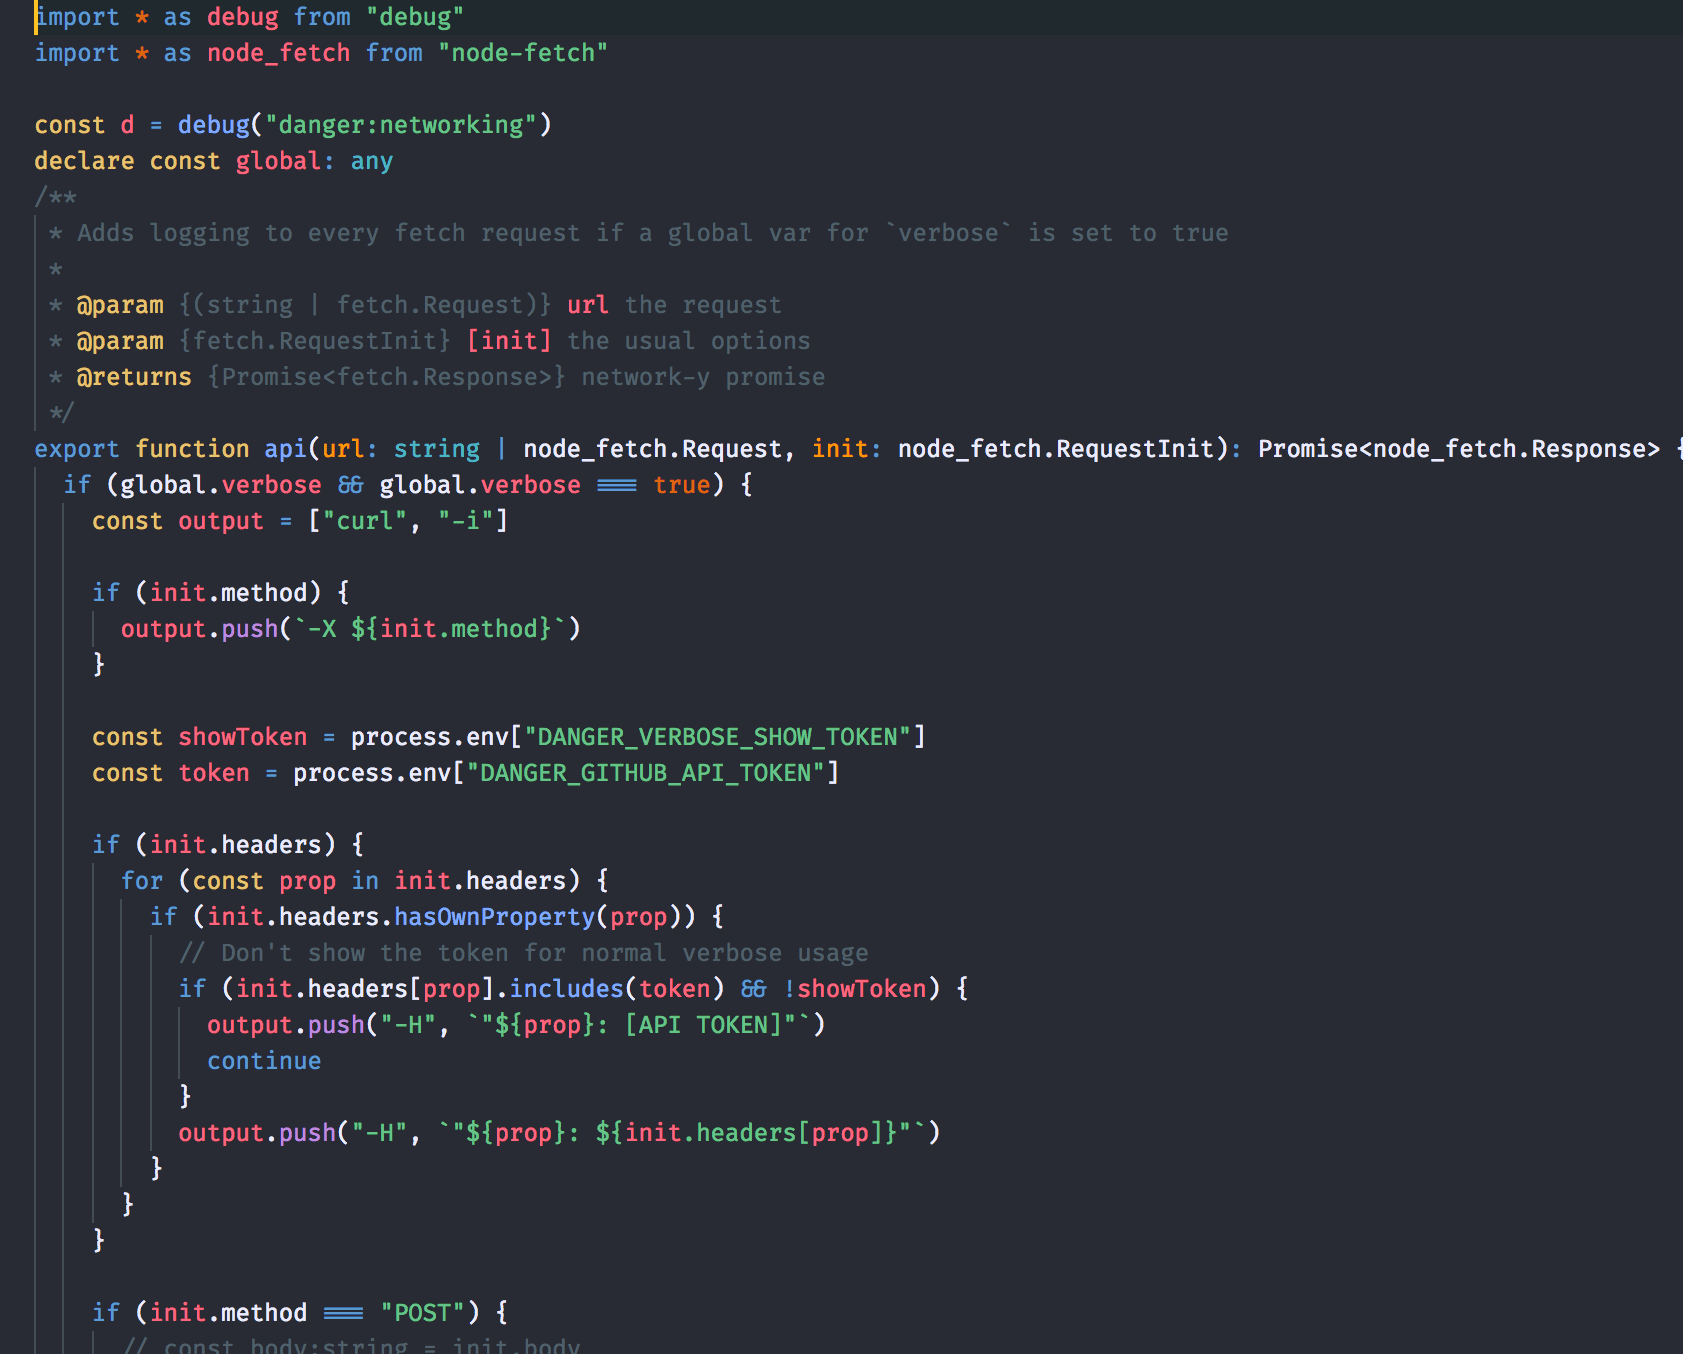 import * as debug from "debug"
import * as node_fetch from "node-fetch"
const d = debug("danger:networking")
declare const global: any
/**
* Adds logging to every fetch request if a global var for `verbose` is set to true
*
* @param {(string | fetch.Request)} url the request
* @param {fetch.RequestInit} [init] the usual options
* @returns {Promise<fetch.Response>} network-y promise
*/
export function api(url: string | node_fetch.Request, init: node_fetch.RequestInit): Promise<node_fetch.Response> {
if (global.verbose && global.verbose === true) {
const output = ["curl", "-i"]
if (init.method) {
output.push(`-X ${init.method}`)
}
const showToken = process.env["DANGER_VERBOSE_SHOW_TOKEN"]
const token = process.env["DANGER_GITHUB_API_TOKEN"]
if (init.headers) {
for (const prop in init.headers) {
if (init.headers.hasOwnProperty(prop)) {
// Don't show the token for normal verbose usage
if (init.headers[prop].includes(token) && !showToken) {
output.push("-H", `"${prop}: [API TOKEN]"`)
continue
}
output.push("-H", `"${prop}: ${init.headers[prop]}"`)
}
}
}
if (init.method === "POST") {
// const body:string = init.body